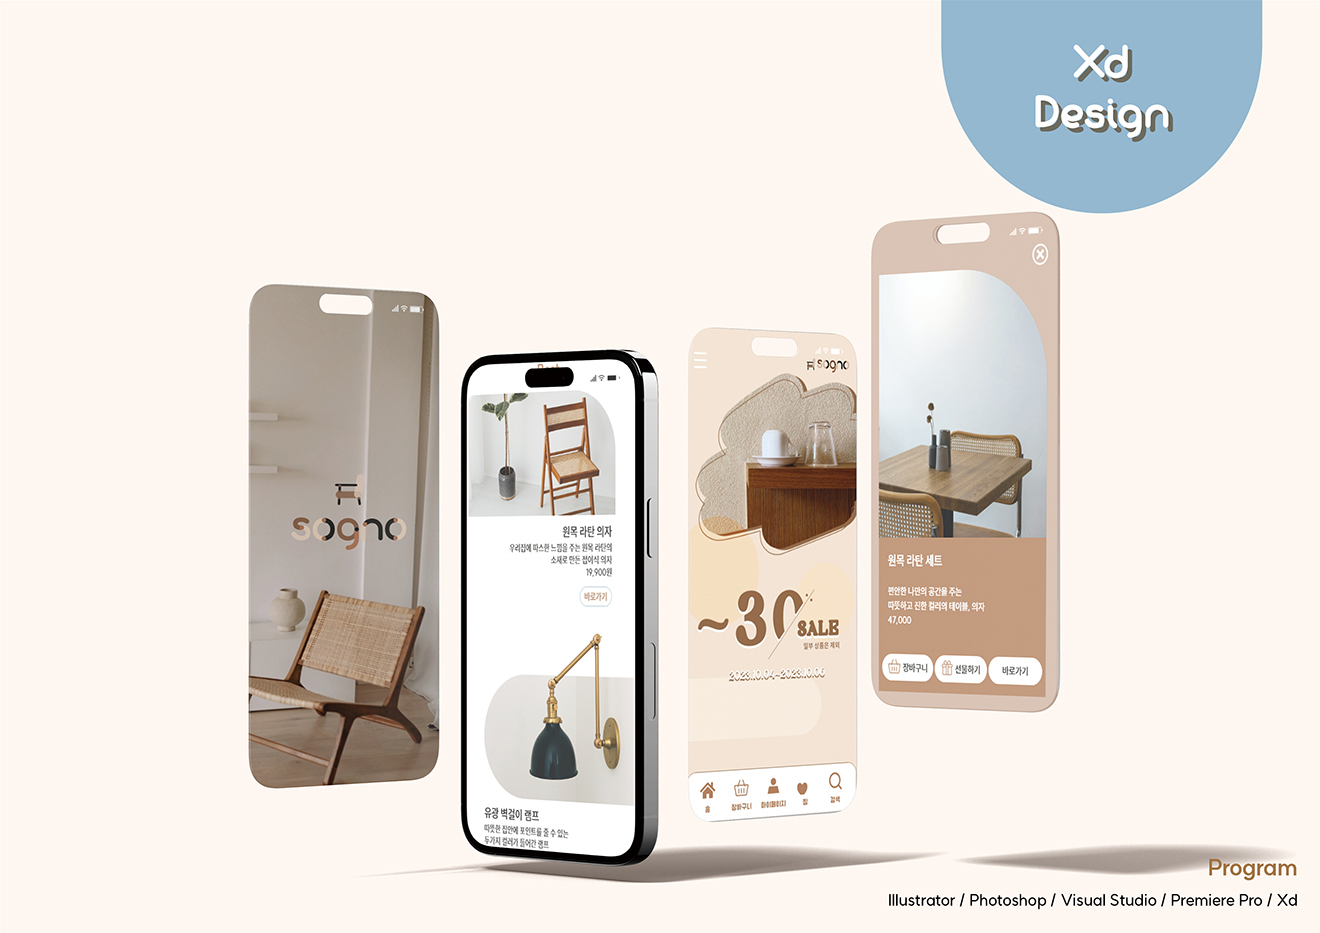 Xd
Design
sogno
원목 라탄 의자
우리집에 따스한 느낌을 주는 원목 라탄의
소재로 만든 접이식 의자
19,900원
바로가기
유광 벽걸이 램프
따뜻한 집안에 포인트를 줄 수 있는
두가지 컬러가 들어간 램프
sogno
~30
SALE
일부 상품은 제외
2023.10.04-2023.10.06
홈
장바구니
마이페이지
찜
검색
원목 라탄 세트
편안한 나만의 공간을 주는
따뜻하고 진한 컬러의 테이블, 의자
47,000
장바구니
선물하기
바로가기
Program
Illustrator / Photoshop / Visual Studio / Premiere Pro / Xd